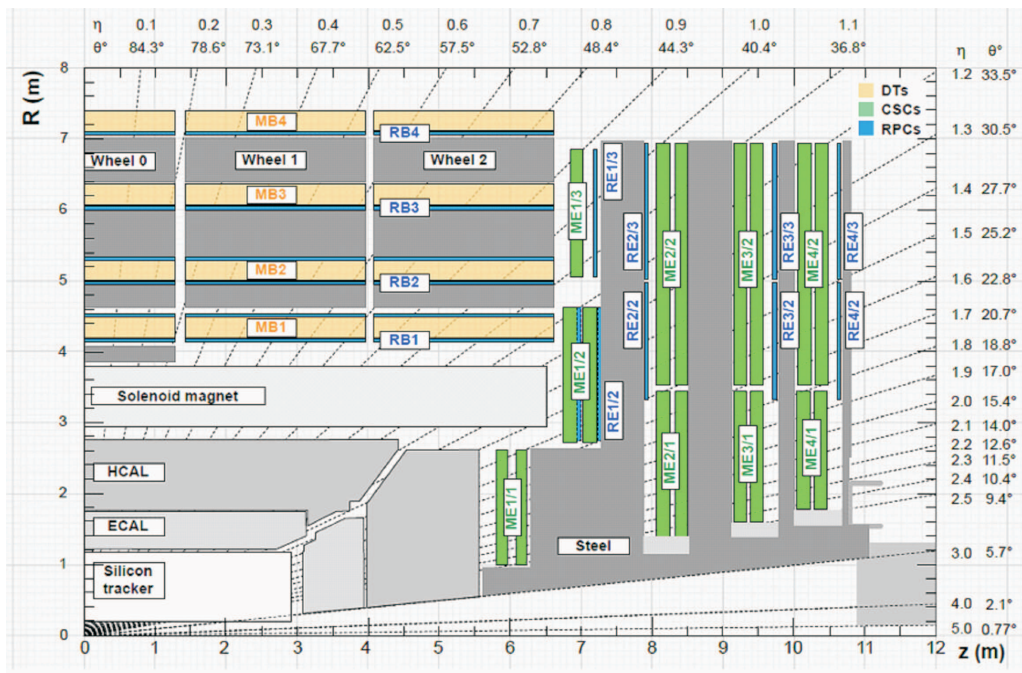 η 0.1 0.2 0.3 0.4 0.5 0.6 0.7 0.8 0.9 1.0 1.1
θ° 84.3° 78.6° 73.1° 67.7° 62.5° 57.5° 52.8° 48.4° 44.3° 40.4° 36.8° η θ°
R (m)
8
7
6
5
4
3
2
1
0
1.2 33.5°
1.3 30.5°
1.4 27.7°
1.5 25.2°
1.6 22.8°
1.7 20.7°
1.8 18.8°
1.9 17.0°
2.0 15.4°
2.1 14.0°
2.2 12.6°
2.3 11.5°
2.4 10.4°
2.5 9.4°
3.0 5.7°
4.0 2.1°
5.0 0.77°
DTs
CSCs
RPCs
MB4
RB4
Wheel 0 Wheel 1 Wheel 2
MB3
RB3
MB2
RB2
MB1
RB1
ME1/3
RE1/3
RE2/3
ME2/2
ME3/2
RE3/3
ME4/2
RE4/3
RE2/2
RE3/2
RE4/2
ME1/2
RE1/2
Solenoid magnet
HCAL
ECAL
Silicon
tracker
ME1/1
ME2/1
ME3/1
ME4/1
Steel
0 1 2 3 4 5 6 7 8 9 10 11 12
z (m)